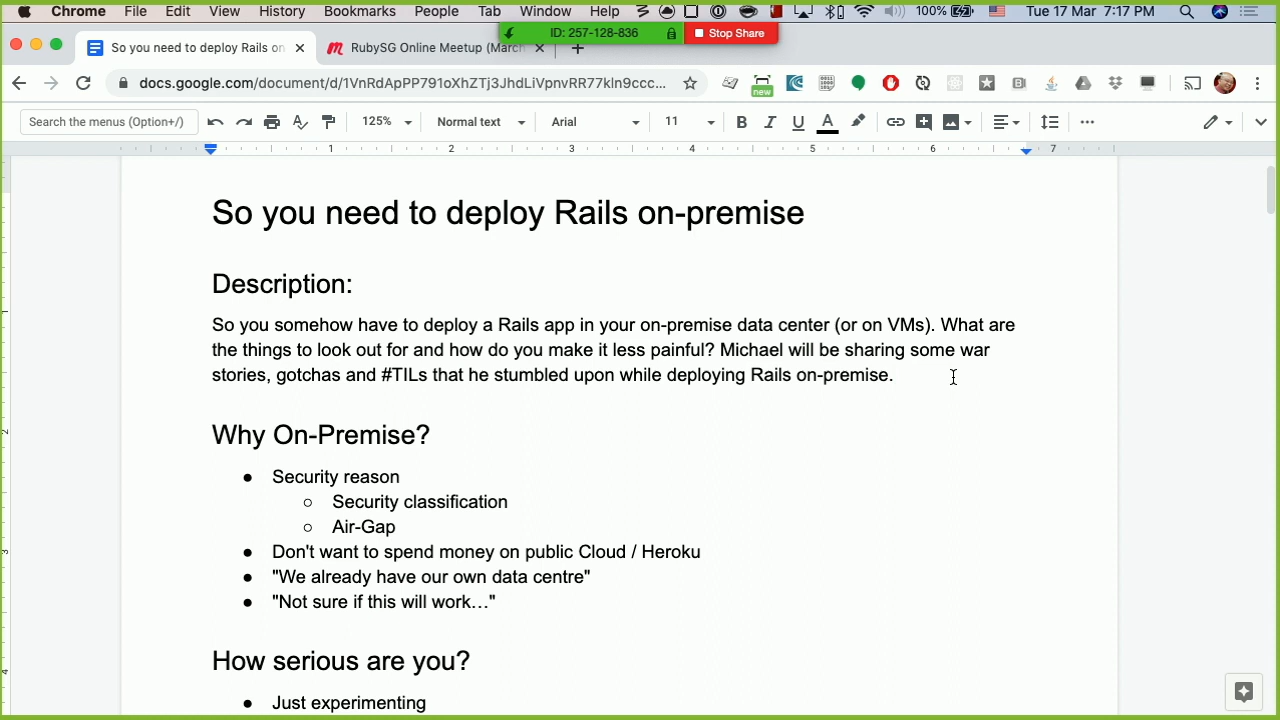 Chrome File Edit View History Bookmarks People Tab Window Help 100% Tue 17 Mar 7:17 PM
ID: 257-128-836 Stop Share
So you need to deploy Rails on
RubySG Online Meetup (March
docs.google.com/document/d/1VnRdApPP791oXhZTj3JhdLiVpnvRR77kln9ccc...
new
Search the menus (Option+/) 125% Normal text Arial 11 B I U A
1 2 3 4 5 6 7
So you need to deploy Rails on-premise
Description:
So you somehow have to deploy a Rails app in your on-premise data center (or on VMs). What are
the things to look out for and how do you make it less painful? Michael will be sharing some war
stories, gotchas and #TILs that he stumbled upon while deploying Rails on-premise.
Why On-Premise?
● Security reason
○ Security classification
○ Air-Gap
● Don't want to spend money on public Cloud / Heroku
● "We already have our own data centre"
● "Not sure if this will work…"
How serious are you?
● Just experimenting